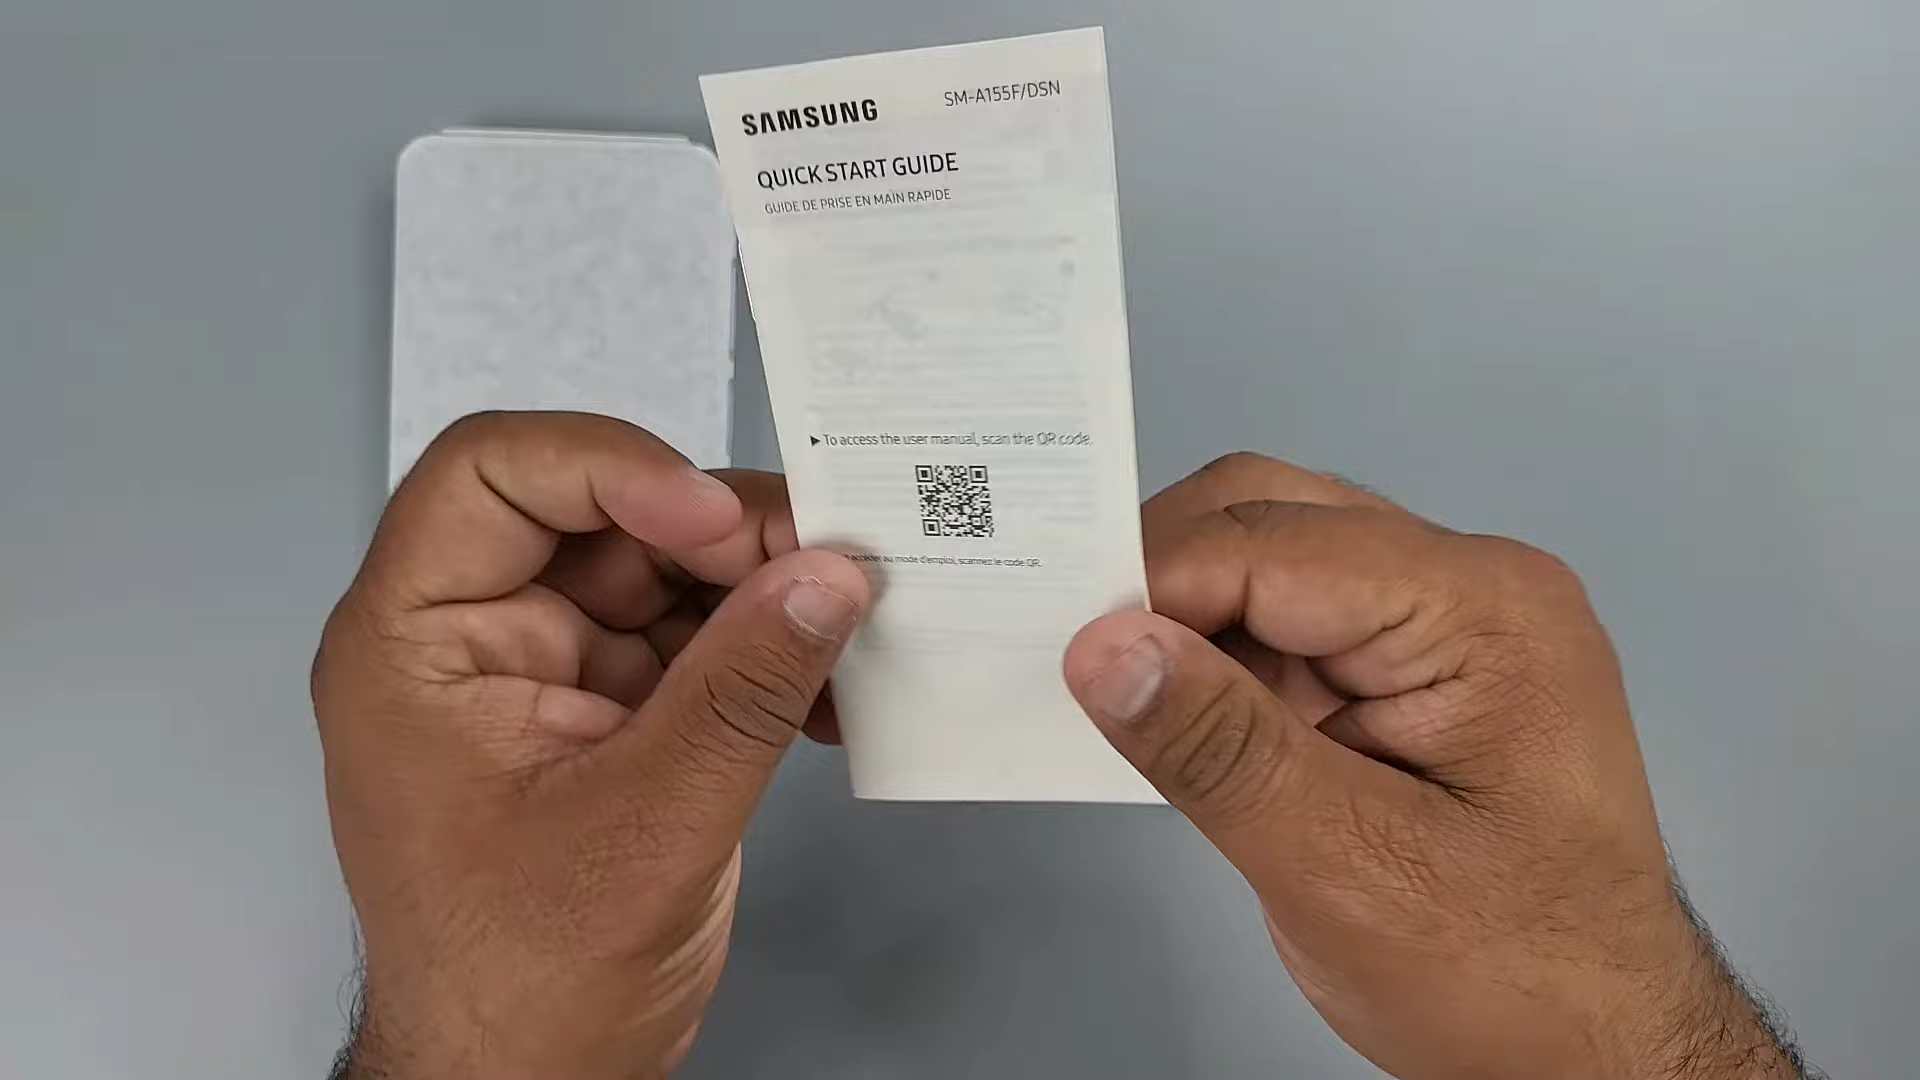 SAMSUNG
SM-A155F/DSN
QUICK START GUIDE
GUIDE DE PRISE EN MAIN RAPIDE
▶ To access the user manual, scan the QR code.
accéder au mode d'emploi, scannez le code QR.